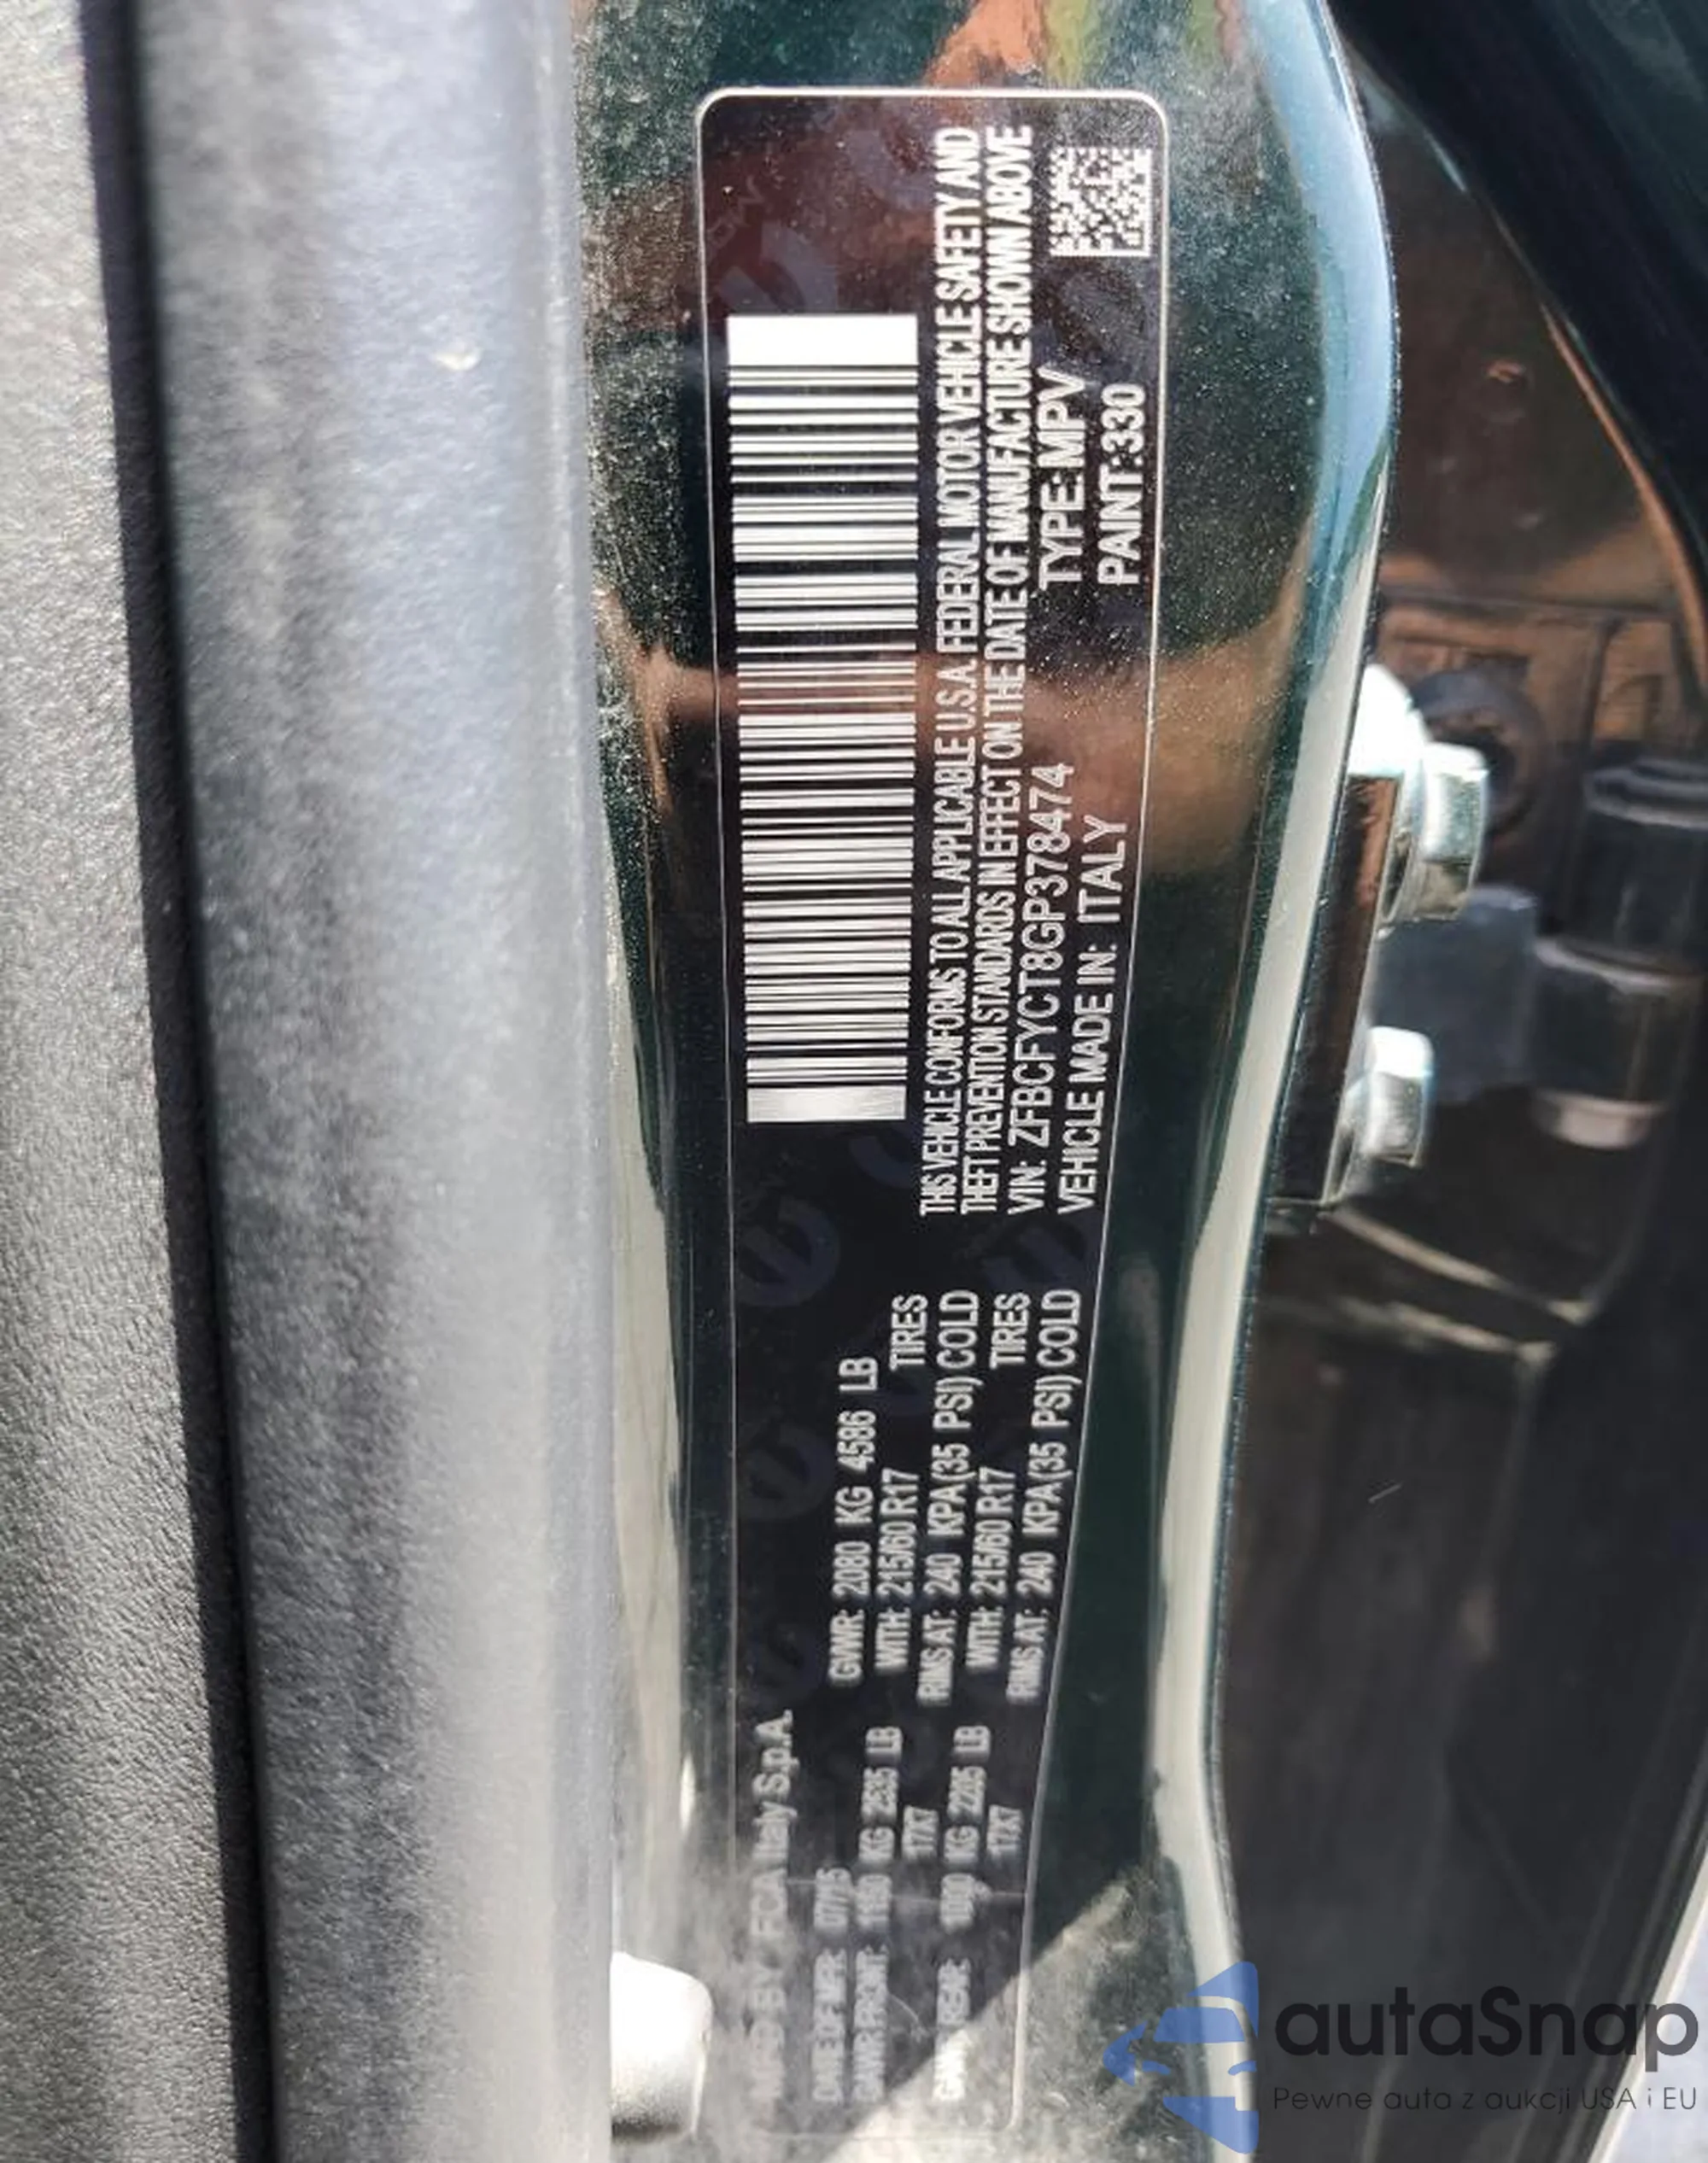 MFD BY FCA Italy S.p.A.
DATE OF MFR: 07/15
GVWR: 2080 KG 4586 LB
GAWR FRONT: 1150 KG 2535 LB
WITH: 215/60 R17 TIRES
17X7 RIMS AT: 240 KPA(35 PSI) COLD
GAWR REAR: KG LB
WITH: 215/60 R17 TIRES
17X7 RIMS AT: 240 KPA(35 PSI) COLD
THIS VEHICLE CONFORMS TO ALL APPLICABLE U.S.A. FEDERAL MOTOR VEHICLE SAFETY AND
THEFT PREVENTION STANDARDS IN EFFECT ON THE DATE OF MANUFACTURE SHOWN ABOVE
VIN: ZFBCFYCT8GP378474 TYPE: MPV
VEHICLE MADE IN: ITALY PAINT: 330
autaSnap
Pewne auta z aukcji USA i EU